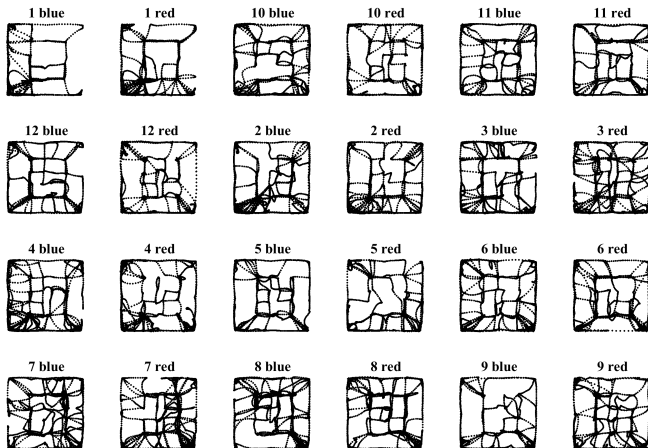 1 blue 1 red 10 blue 10 red 11 blue 11 red
12 blue 12 red 2 blue 2 red 3 blue 3 red
4 blue 4 red 5 blue 5 red 6 blue 6 red
7 blue 7 red 8 blue 8 red 9 blue 9 red